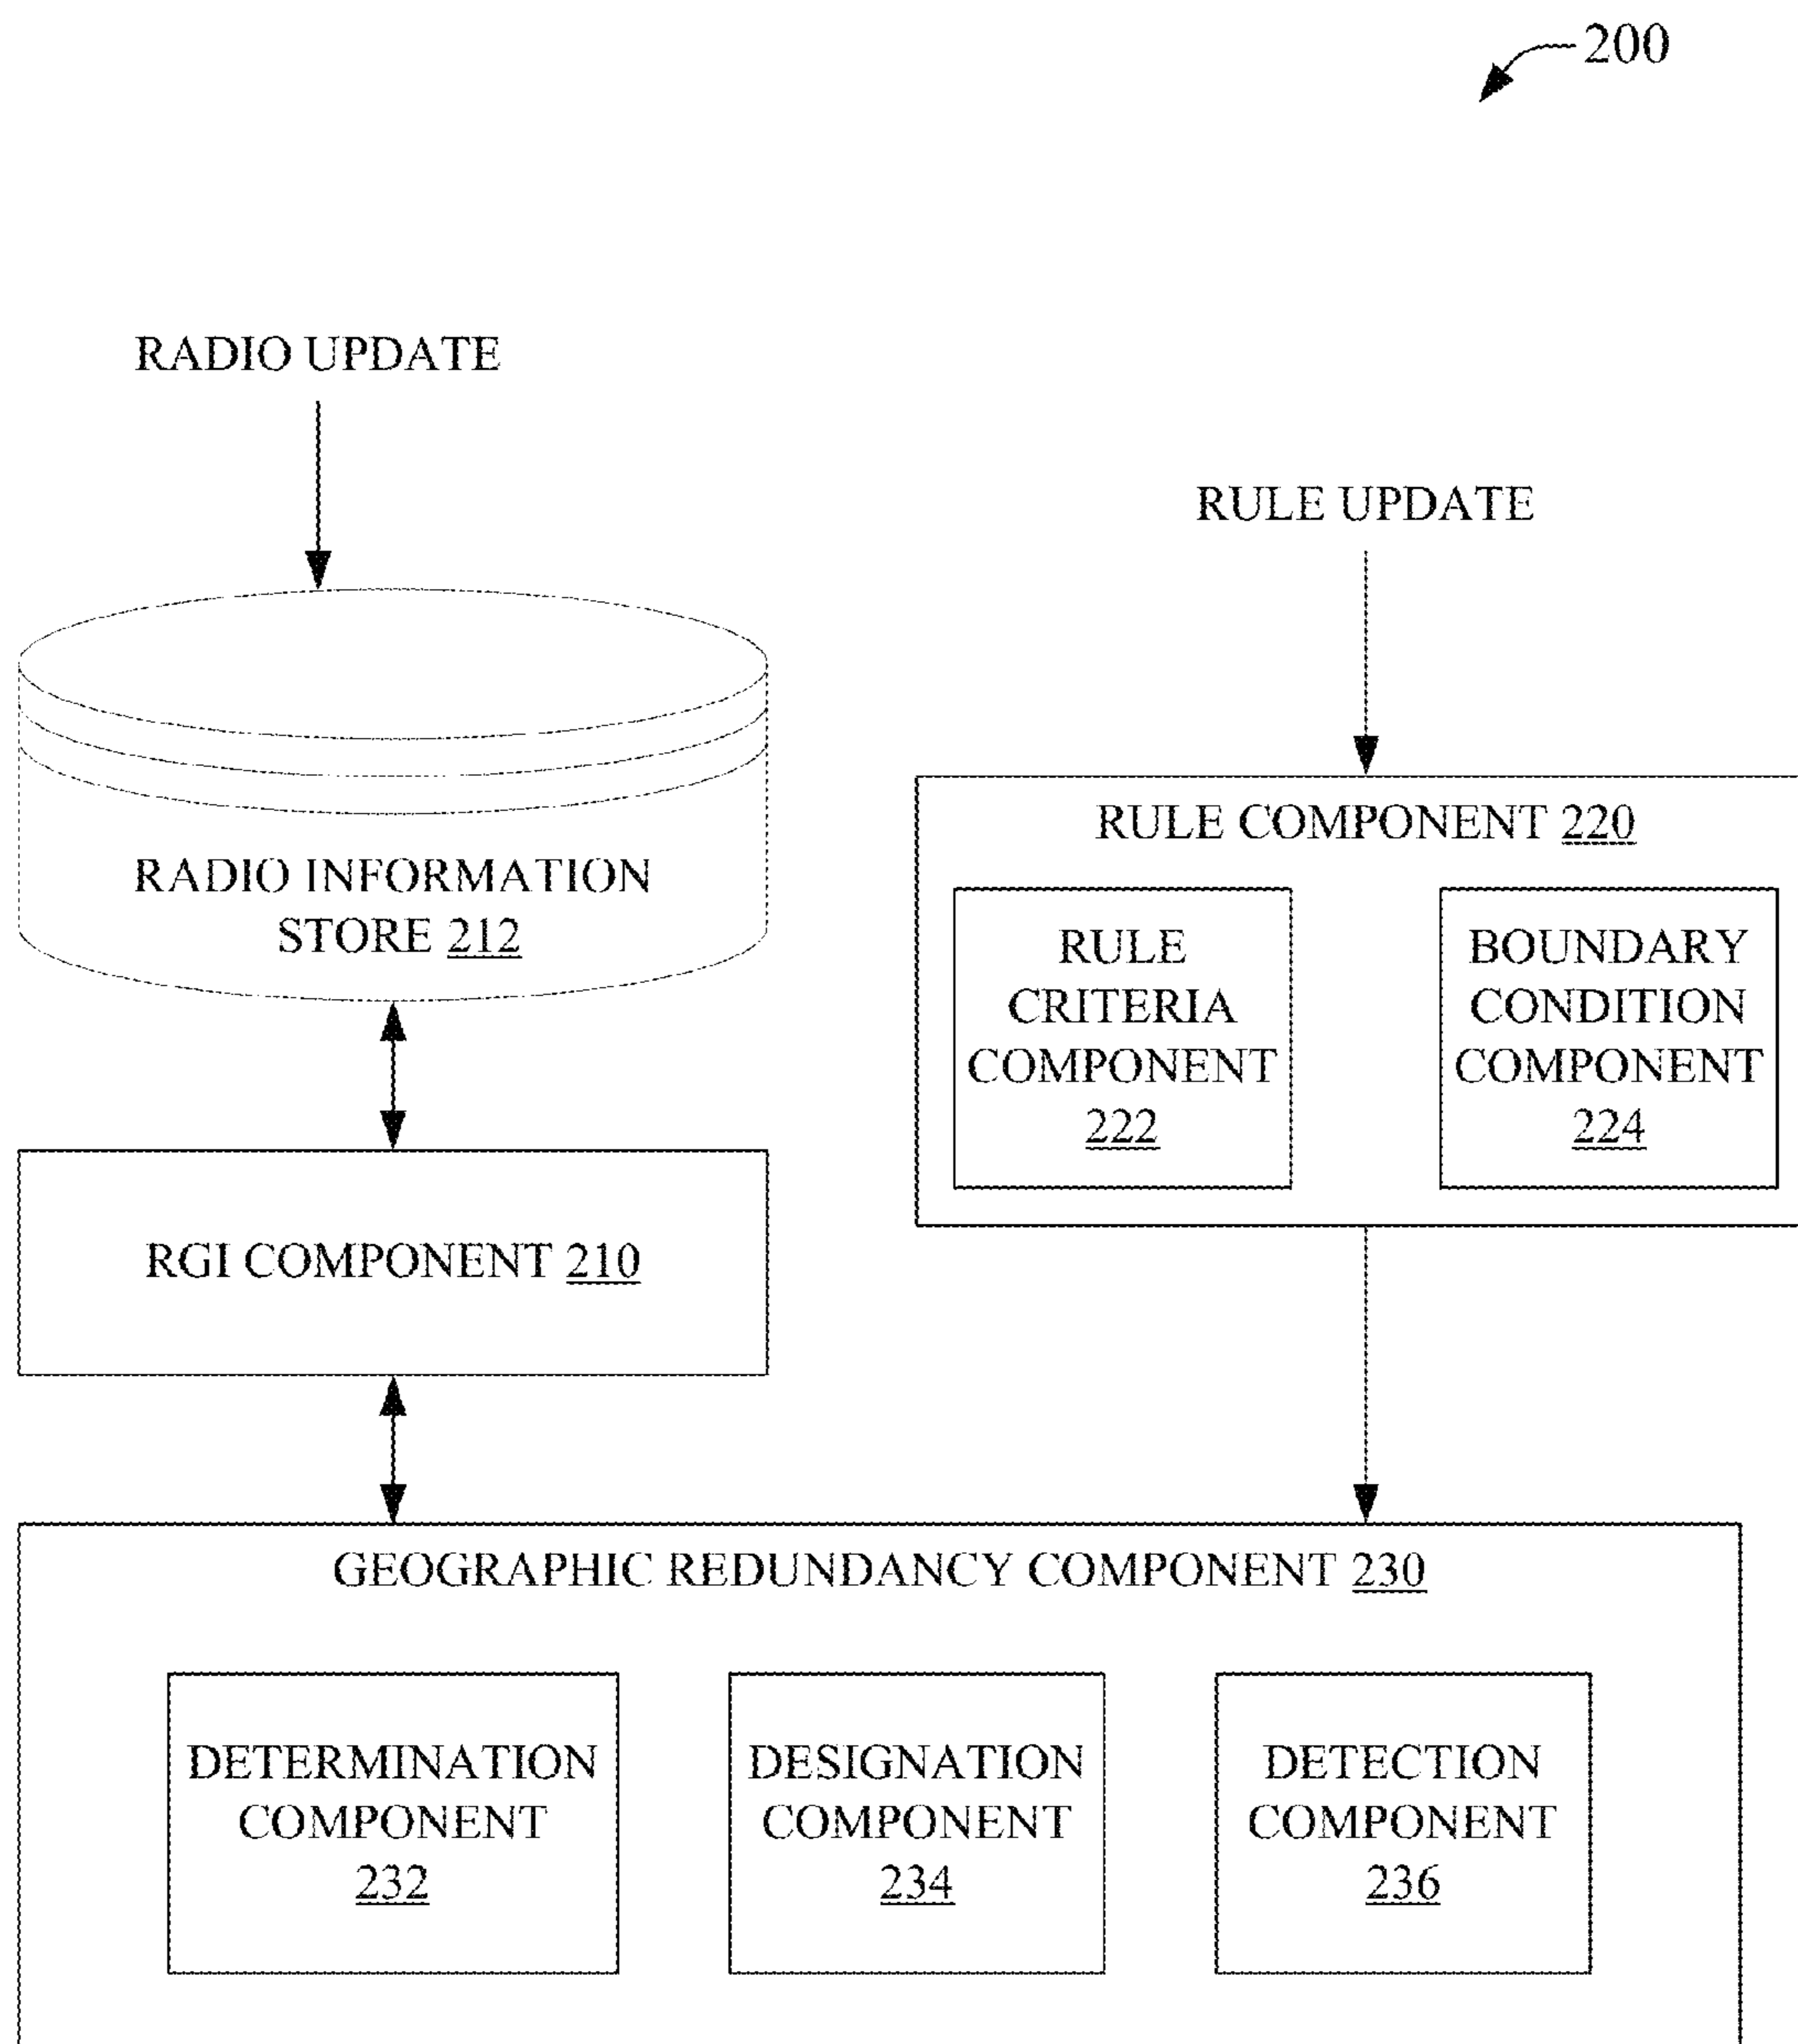 200
RADIO UPDATE
RULE UPDATE
RADIO INFORMATION
STORE 212
RULE COMPONENT 220
RULE
CRITERIA
COMPONENT
222
BOUNDARY
CONDITION
COMPONENT
224
RGI COMPONENT 210
GEOGRAPHIC REDUNDANCY COMPONENT 230
DETERMINATION
COMPONENT
232
DESIGNATION
COMPONENT
234
DETECTION
COMPONENT
236